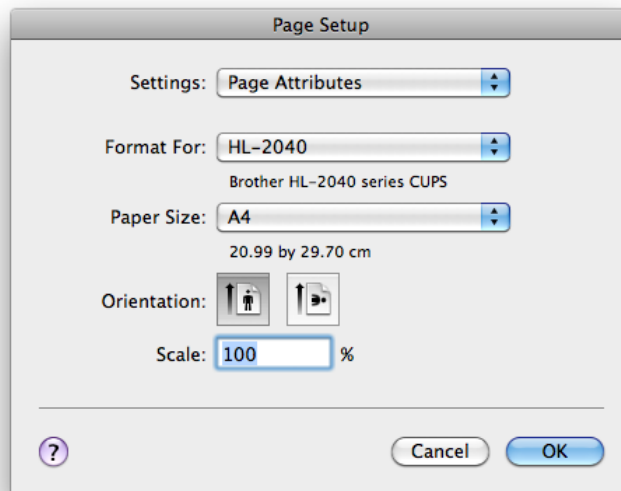 Page Setup
Settings: Page Attributes
Format For: HL-2040
Brother HL-2040 series CUPS
Paper Size: A4
20.99 by 29.70 cm
Orientation:
Scale: 100 %
? Cancel OK